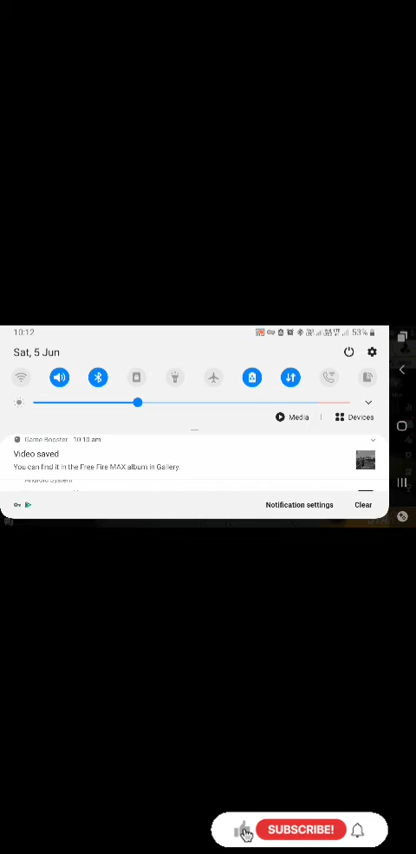 10:12
53%
Sat, 5 Jun
Media
Devices
Game Booster 10:10 am
Video saved
You can find it in the Free Fire MAX album in Gallery.
Android System
Notification settings
Clear
SUBSCRIBE!